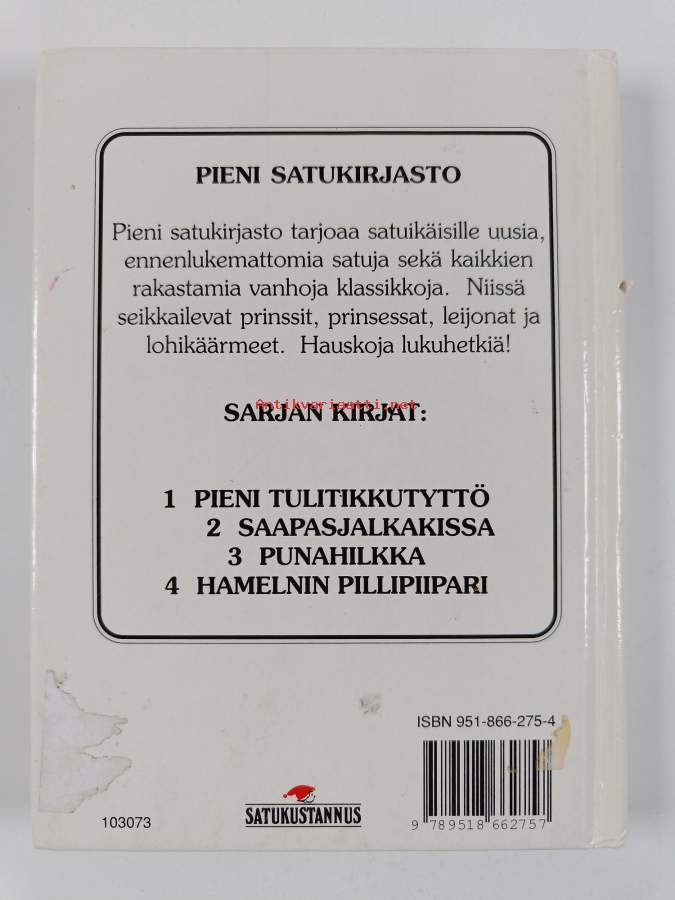 PIENI SATUKIRJASTO
Pieni satukirjasto tarjoaa satuikäisille uusia,
ennenlukemattomia satuja sekä kaikkien
rakastamia vanhoja klassikkoja. Niissä
seikkailevat prinssit, prinsessat, leijonat ja
lohikäärmeet. Hauskoja lukuhetkiä!
Antikvariaatti.net
SARJAN KIRJAT:
1 PIENI TULITIKKUTYTTÖ
2 SAAPASJALKAKISSA
3 PUNAHILKKA
4 HAMELNIN PILLIPIIPARI
ISBN 951-866-275-4
103073
SATUKUSTANNUS
9 789518 662757